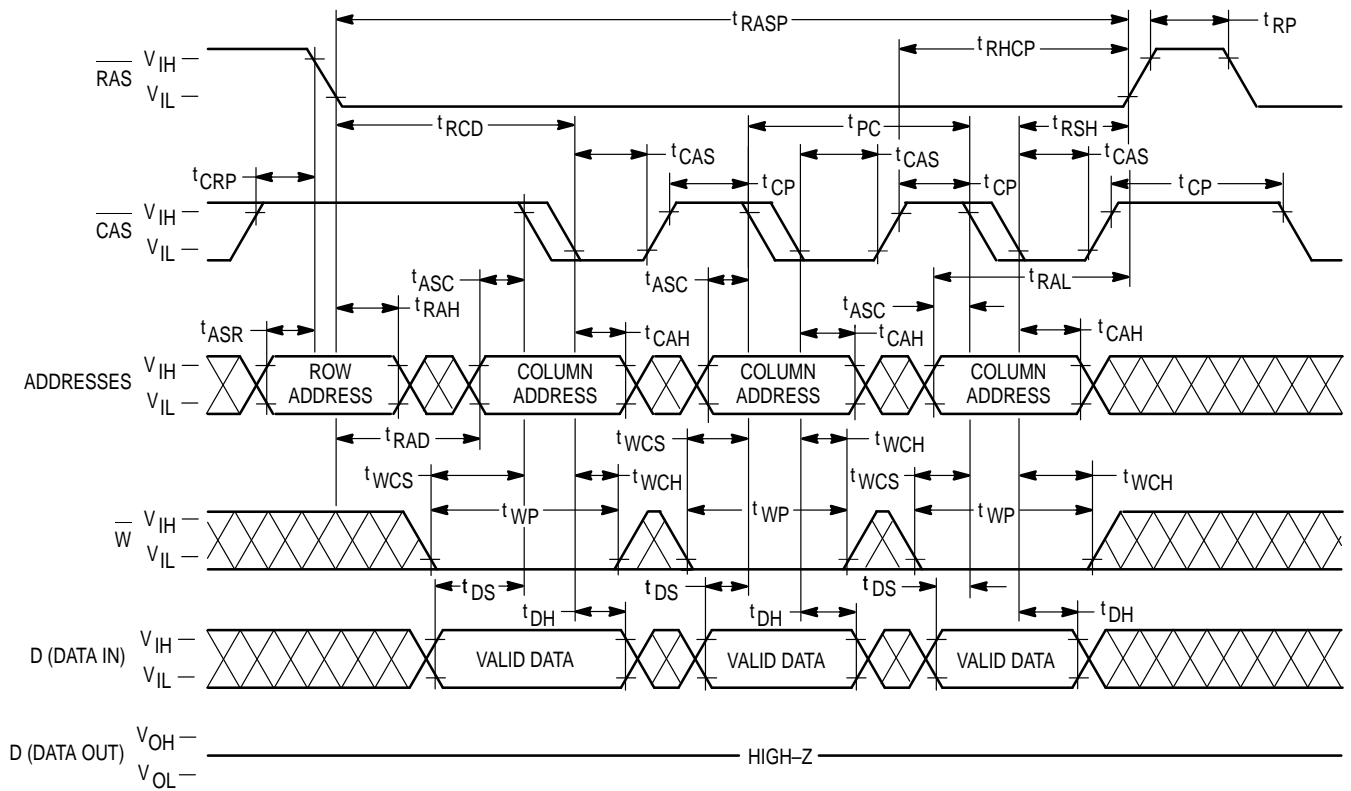 tRASP
tRP
tRHCP
RAS
VIH
VIL
tRCD
tPC
tRSH
tCRP
tCAS
tCAS
tCAS
tCP
tCP
tCP
CAS
VIH
VIL
tASC
tASC
tRAL
tRAH
tASC
tASR
tCAH
tCAH
tCAH
ADDRESSES
VIH
VIL
ROW ADDRESS
COLUMN ADDRESS
COLUMN ADDRESS
COLUMN ADDRESS
tRAD
tWCS
tWCH
tWCS
tWCH
tWCS
tWCH
tWP
tWP
tWP
W
VIH
VIL
tDS
tDS
tDS
tDH
tDH
tDH
D (DATA IN)
VIH
VIL
VALID DATA
VALID DATA
VALID DATA
D (DATA OUT)
VOH
HIGH–Z
VOL